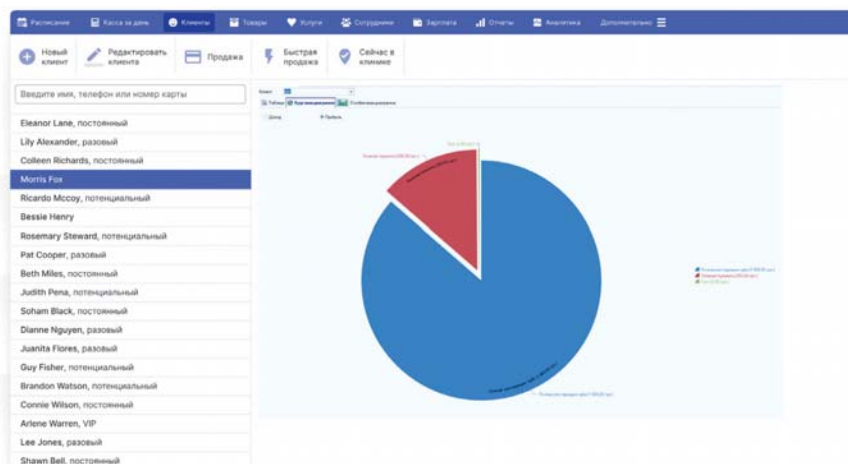 Расписание
Касса за день
Клиенты
Товары
Услуги
Сотрудники
Зарплата
Отчеты
Аналитика
Дополнительно
Новый клиент
Редактировать клиента
Продажа
Быстрая продажа
Сейчас в клинике
Введите имя, телефон или номер карты
Eleanor Lane, постоянный
Lily Alexander, разовый
Colleen Richards, постоянный
Morris Fox
Ricardo Mccoy, потенциальный
Bessie Henry
Rosemary Steward, потенциальный
Pat Cooper, разовый
Beth Miles, постоянный
Judith Pena, потенциальный
Soham Black, постоянный
Dianne Nguyen, разовый
Juanita Flores, разовый
Guy Fisher, потенциальный
Brandon Watson, потенциальный
Connie Wilson, постоянный
Arlene Warren, VIP
Lee Jones, разовый
Shawn Bell, постоянный
Таблица
Доход
Прибыль